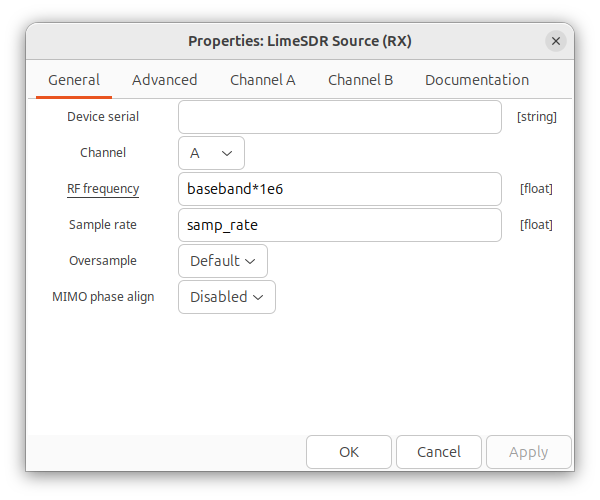 Properties: LimeSDR Source (RX)
General Advanced Channel A Channel B Documentation
Device serial [string]
Channel A
RF frequency baseband*1e6 [float]
Sample rate samp_rate [float]
Oversample Default
MIMO phase align Disabled
OK Cancel Apply